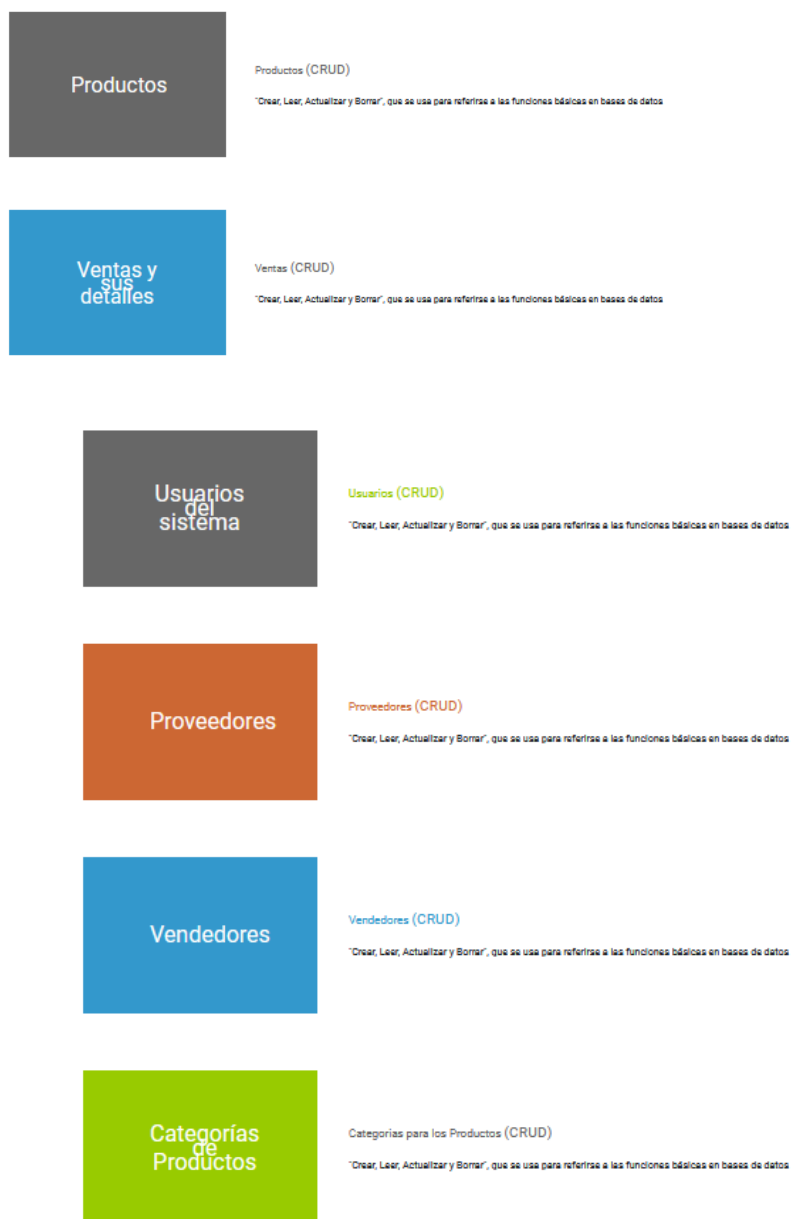 Productos
Productos (CRUD)
"Crear, Leer, Actualizar y Borrar", que se usa para referirse a las funciones básicas en bases de datos
Ventas y
sus
detalles
Ventas (CRUD)
"Crear, Leer, Actualizar y Borrar", que se usa para referirse a las funciones básicas en bases de datos
Usuarios
del
sistema
Usuarios (CRUD)
"Crear, Leer, Actualizar y Borrar", que se usa para referirse a las funciones básicas en bases de datos
Proveedores
Proveedores (CRUD)
"Crear, Leer, Actualizar y Borrar", que se usa para referirse a las funciones básicas en bases de datos
Vendedores
Vendedores (CRUD)
"Crear, Leer, Actualizar y Borrar", que se usa para referirse a las funciones básicas en bases de datos
Categorías
de
Productos
Categorias para los Productos (CRUD)
"Crear, Leer, Actualizar y Borrar", que se usa para referirse a las funciones básicas en bases de datos